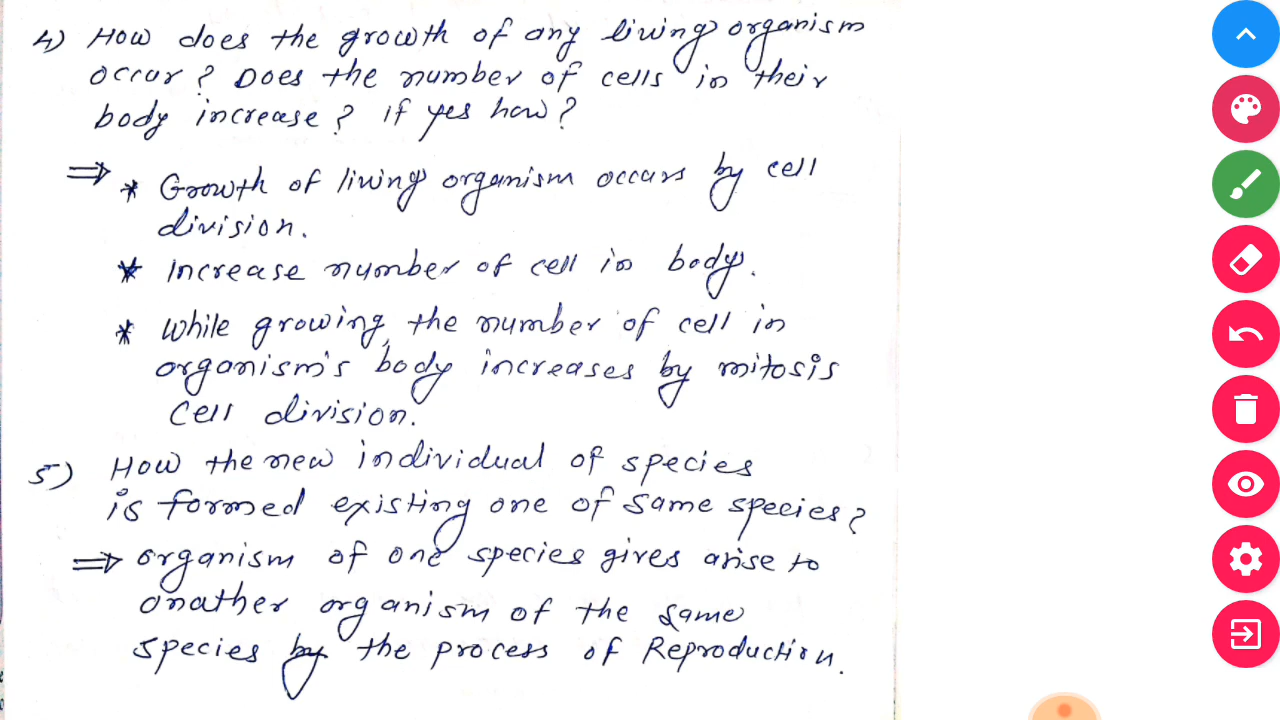 4) How does the growth of any living organism
occur? Does the number of cells in their
body increase? if yes how?
⇒ * Growth of living organism occurs by cell
division.
* Increase number of cell in body.
* While growing, the number of cell in
organism's body increases by mitosis
Cell division.
5) How the new individual of species
is formed existing one of same species?
⇒ organism of one species gives arise to
onather organism of the same
species by the process of Reproduction.